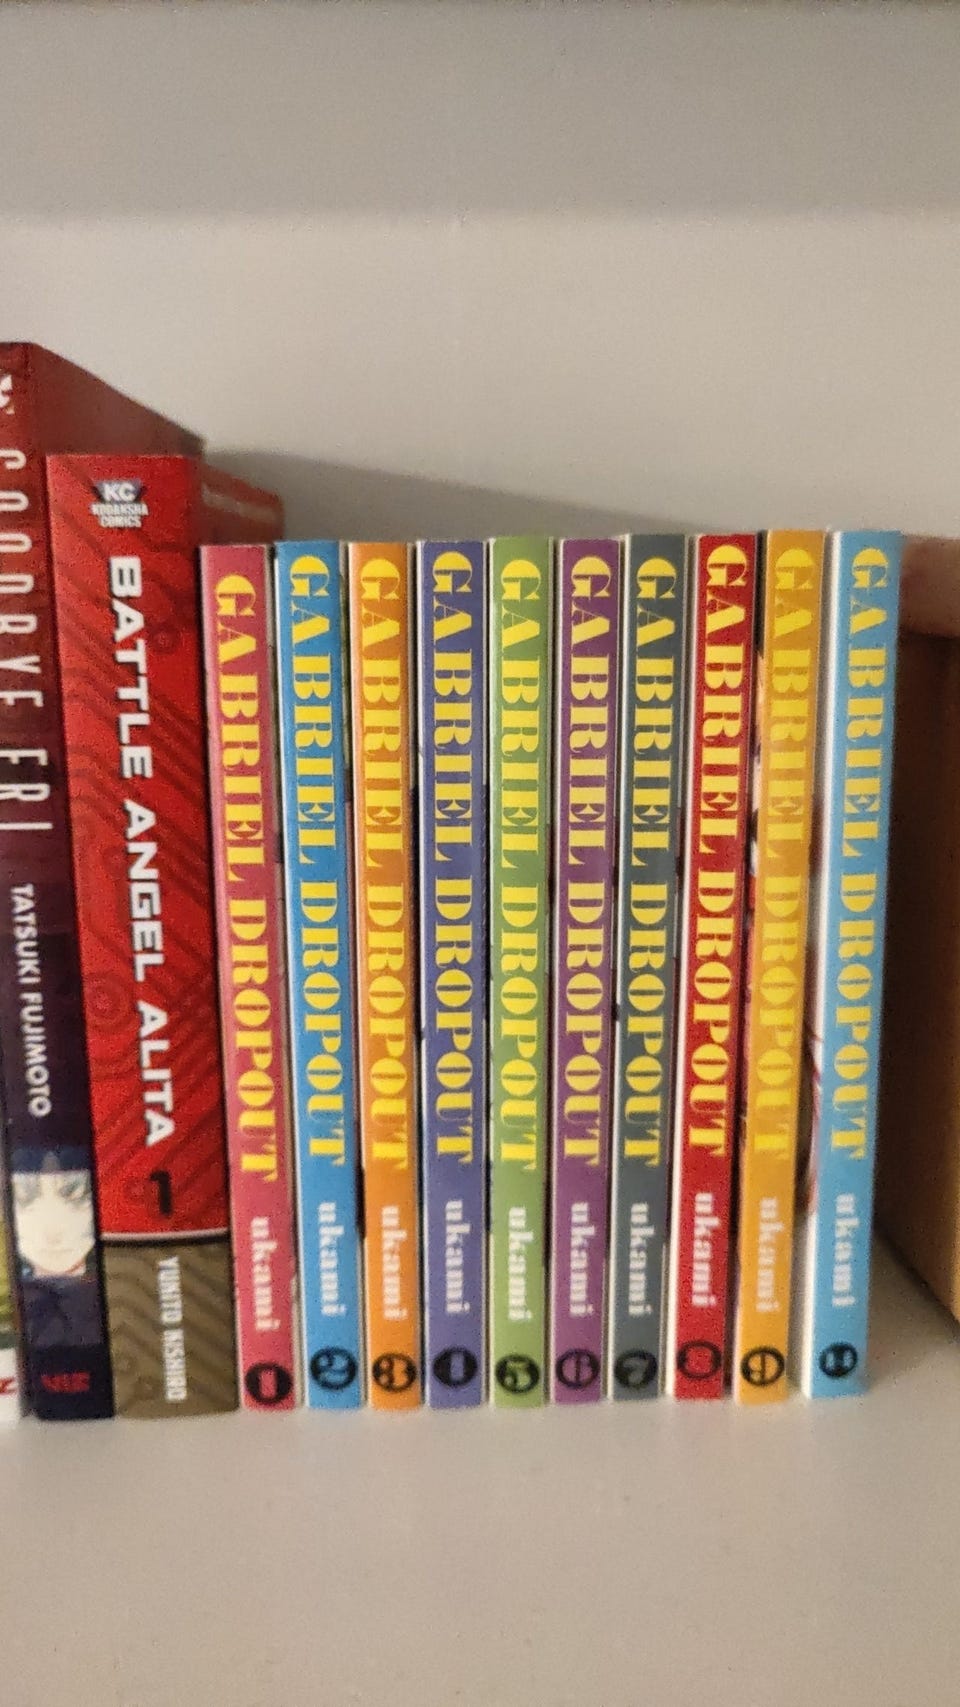 GOODBYE, ERI
TATSUKI FUJIMOTO
VIZ
KC
KODANSHA
COMICS
BATTLE ANGEL ALITA 1
YUKITO KISHIRO
GABRIEL DROPOUT ukami 1
GABRIEL DROPOUT ukami 2
GABRIEL DROPOUT ukami 3
GABRIEL DROPOUT ukami 4
GABRIEL DROPOUT ukami 5
GABRIEL DROPOUT ukami 6
GABRIEL DROPOUT ukami 7
GABRIEL DROPOUT ukami 8
GABRIEL DROPOUT ukami 9
GABRIEL DROPOUT ukami